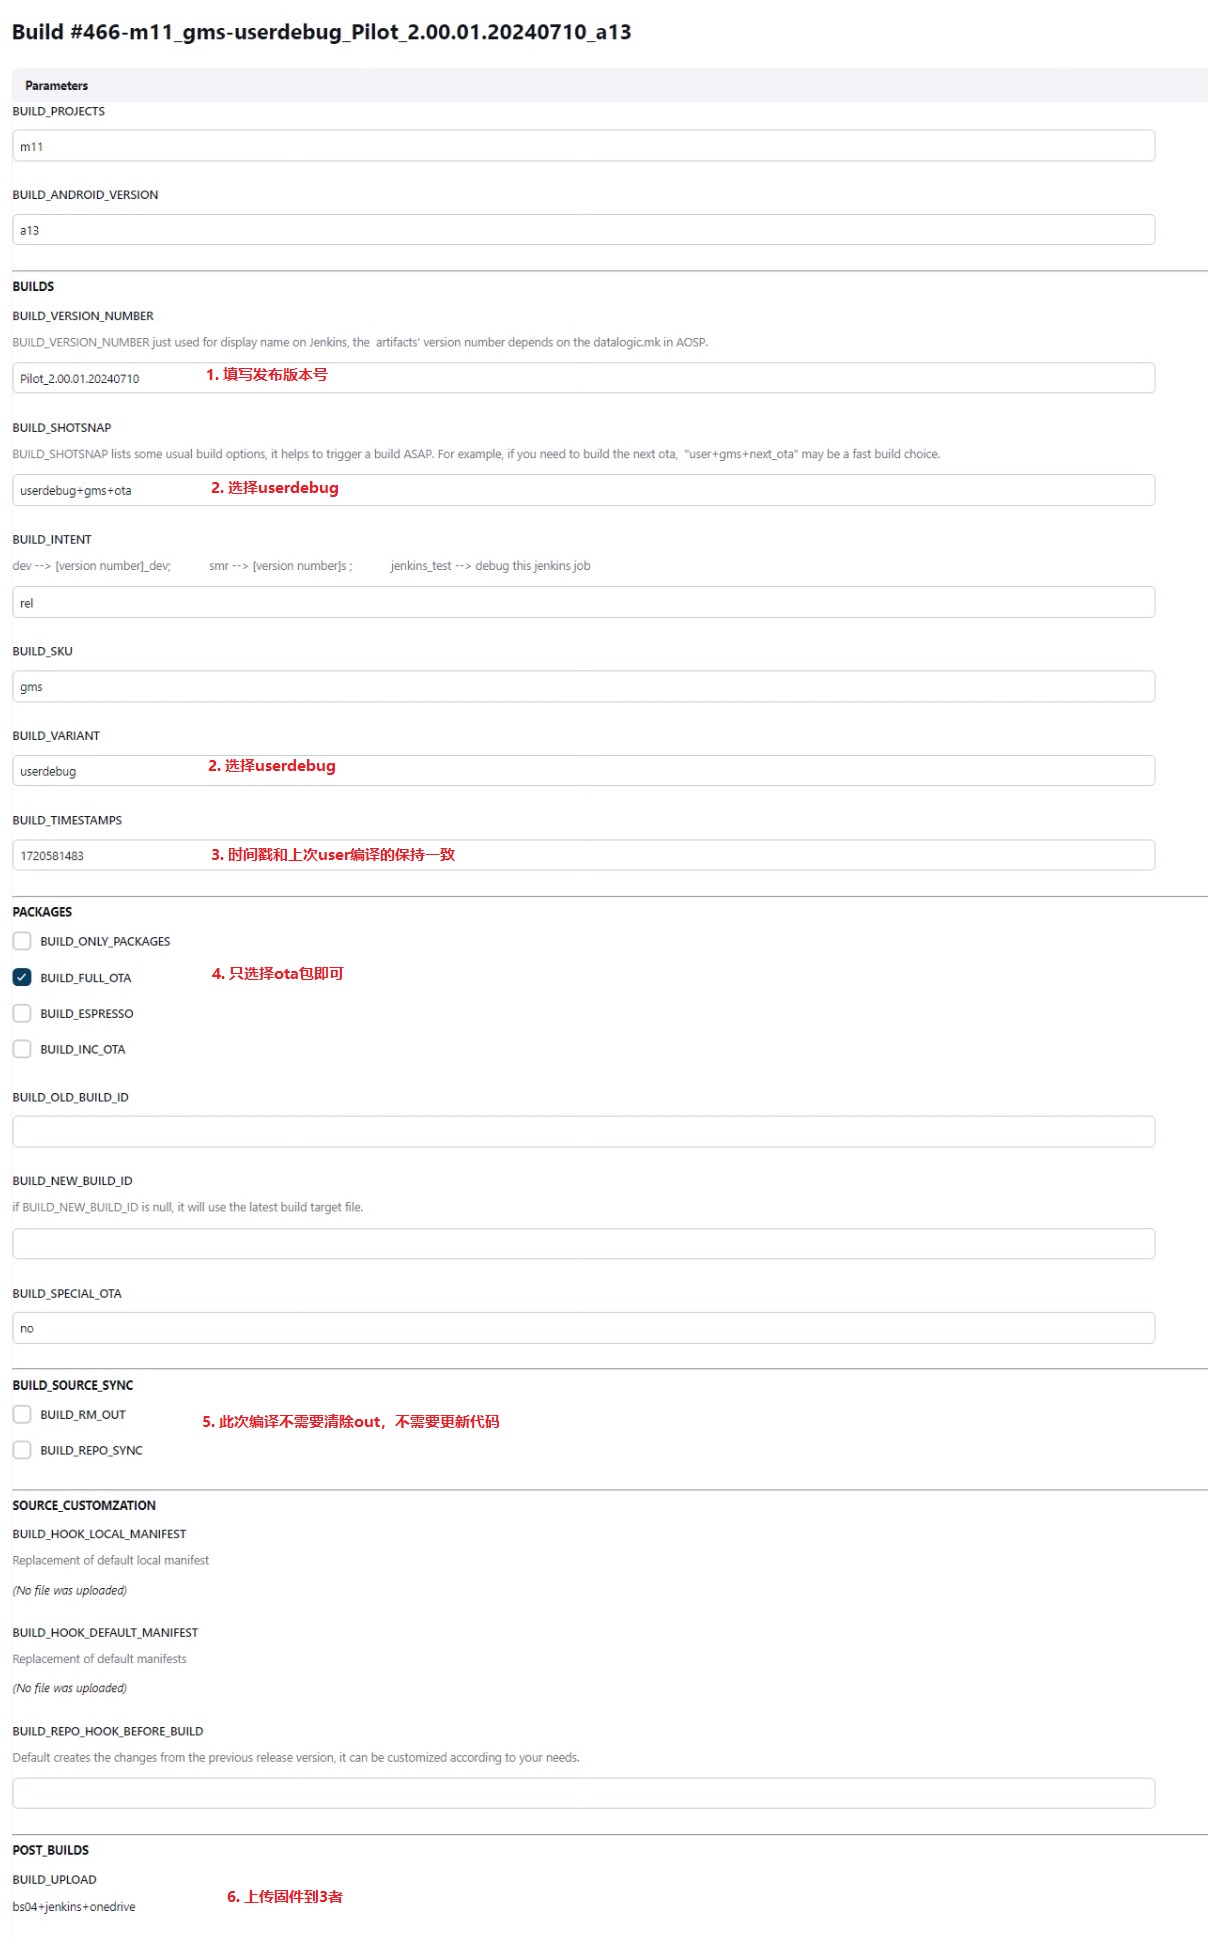 Build #466-m11_gms-userdebug_Pilot_2.00.01.20240710_a13
Parameters
BUILD_PROJECTS
m11
BUILD_ANDROID_VERSION
a13
BUILDS
BUILD_VERSION_NUMBER
BUILD_VERSION_NUMBER just used for display name on Jenkins, the  artifacts' version number depends on the datalogic.mk in AOSP.
Pilot_2.00.01.20240710 1. 填写发布版本号
BUILD_SHOTSNAP
BUILD_SHOTSNAP lists some usual build options, it helps to trigger a build ASAP. For example, if you need to build the next ota,  "user+gms+next_ota" may be a fast build choice.
userdebug+gms+ota 2. 选择userdebug
BUILD_INTENT
dev --> [version number]_dev; smr --> [version number]s ; jenkins_test --> debug this jenkins job
rel
BUILD_SKU
gms
BUILD_VARIANT
userdebug 2. 选择userdebug
BUILD_TIMESTAMPS
1720581483 3. 时间戳和上次user编译的保持一致
PACKAGES
BUILD_ONLY_PACKAGES
BUILD_FULL_OTA 4. 只选择ota包即可
BUILD_ESPRESSO
BUILD_INC_OTA
BUILD_OLD_BUILD_ID
BUILD_NEW_BUILD_ID
if BUILD_NEW_BUILD_ID is null, it will use the latest build target file.
BUILD_SPECIAL_OTA
no
BUILD_SOURCE_SYNC
BUILD_RM_OUT 5. 此次编译不需要清除out，不需要更新代码
BUILD_REPO_SYNC
SOURCE_CUSTOMZATION
BUILD_HOOK_LOCAL_MANIFEST
Replacement of default local manifest
(No file was uploaded)
BUILD_HOOK_DEFAULT_MANIFEST
Replacement of default manifests
(No file was uploaded)
BUILD_REPO_HOOK_BEFORE_BUILD
Default creates the changes from the previous release version, it can be customized according to your needs.
POST_BUILDS
BUILD_UPLOAD
bs04+jenkins+onedrive 6. 上传固件到3者